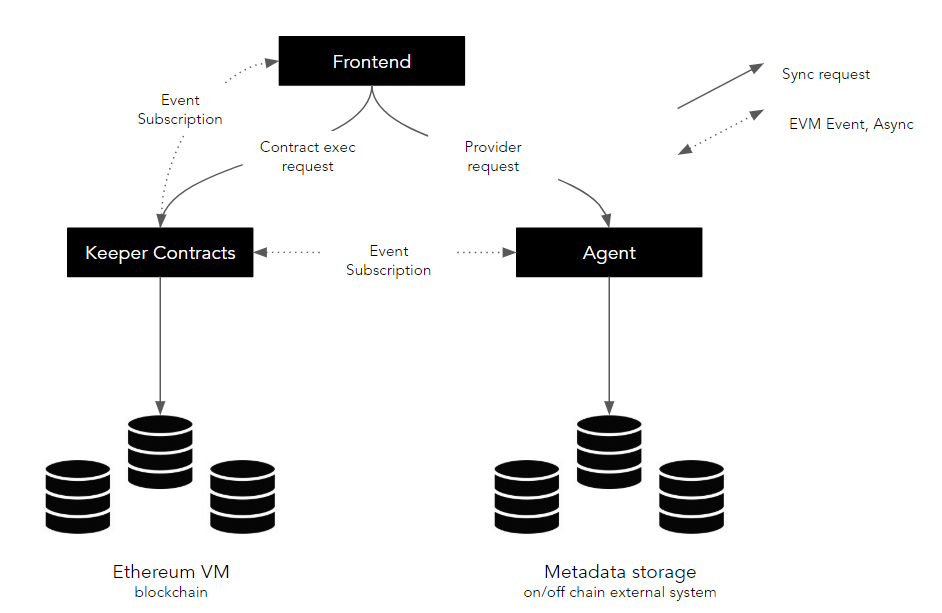 Frontend
Sync request
Event
Subscription
EVM Event, Async
Contract exec
request
Provider
request
Keeper Contracts
Event
Subscription
Agent
Ethereum VM
blockchain
Metadata storage
on/off chain external system